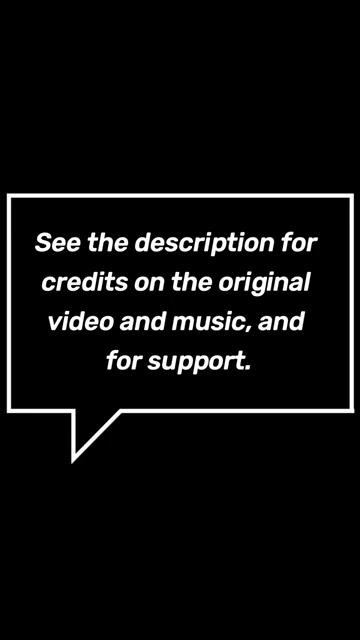 See the description for
credits on the original
video and music, and
for support.